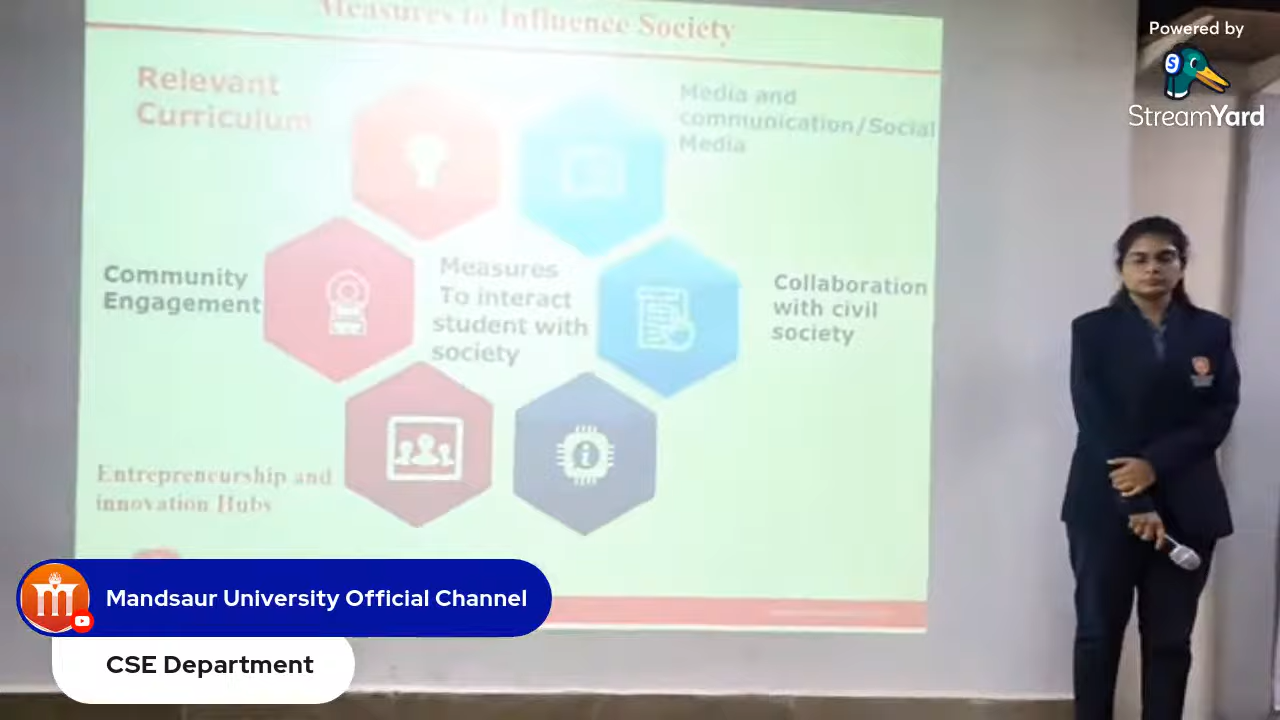 Measures to Influence Society
Powered by
StreamYard
Relevant
Curriculum
Media and
communication/Social
Media
Community
Engagement
Measures
To interact
student with
society
Collaboration
with civil
society
Entrepreneurship and
innovation Hubs
Mandsaur University Official Channel
CSE Department